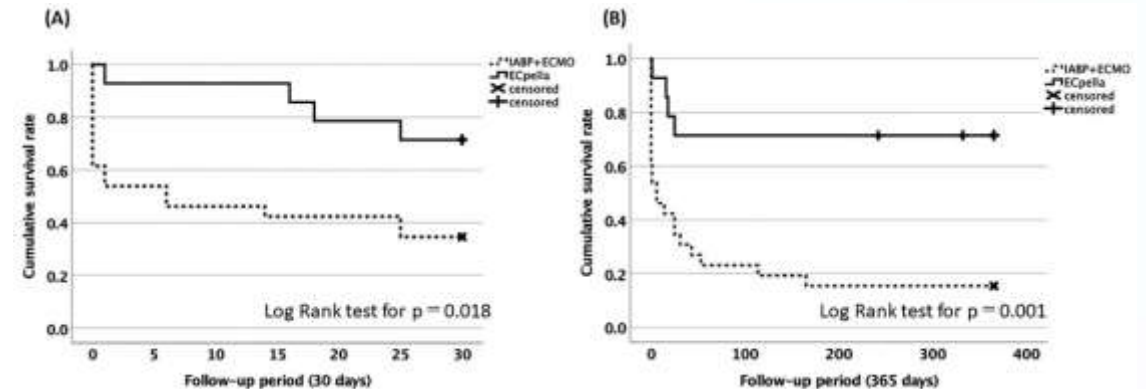 (A)
Cumulative survival rate
1.0
0.8
0.6
0.4
0.2
0.0
IABP+ECMO
ECpella
censored
censored
Log Rank test for p = 0.018
0 5 10 15 20 25 30
Follow-up period (30 days)
(B)
Cumulative survival rate
1.0
0.8
0.6
0.4
0.2
0.0
IABP+ECMO
ECpella
censored
censored
Log Rank test for p = 0.001
0 100 200 300 400
Follow-up period (365 days)